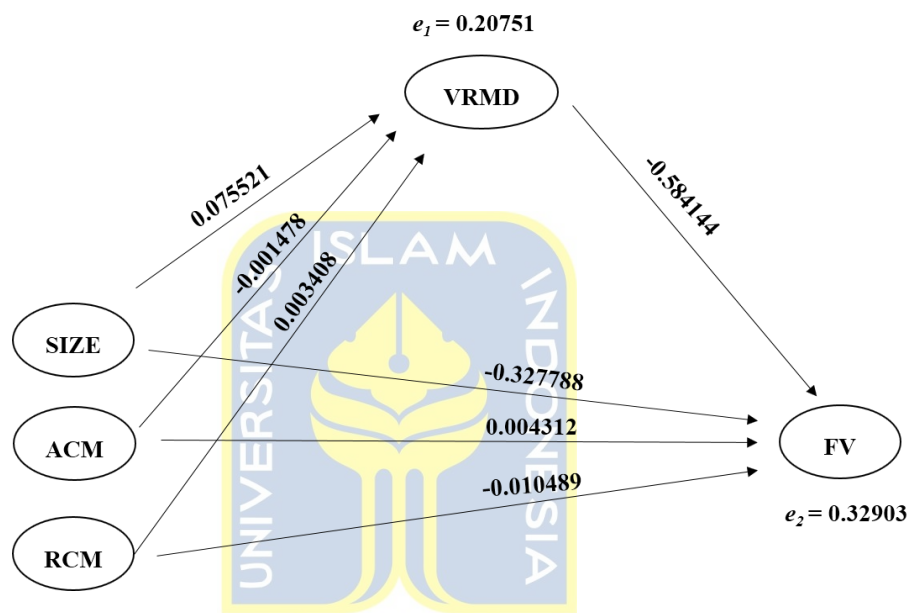 e1 = 0.20751
VRMD
0.075521
-0.001478
0.003408
-0.584144
UNIVERSITAS ISLAM INDONESIA
SIZE
-0.327788
ACM
0.004312
FV
RCM
-0.010489
e2 = 0.32903